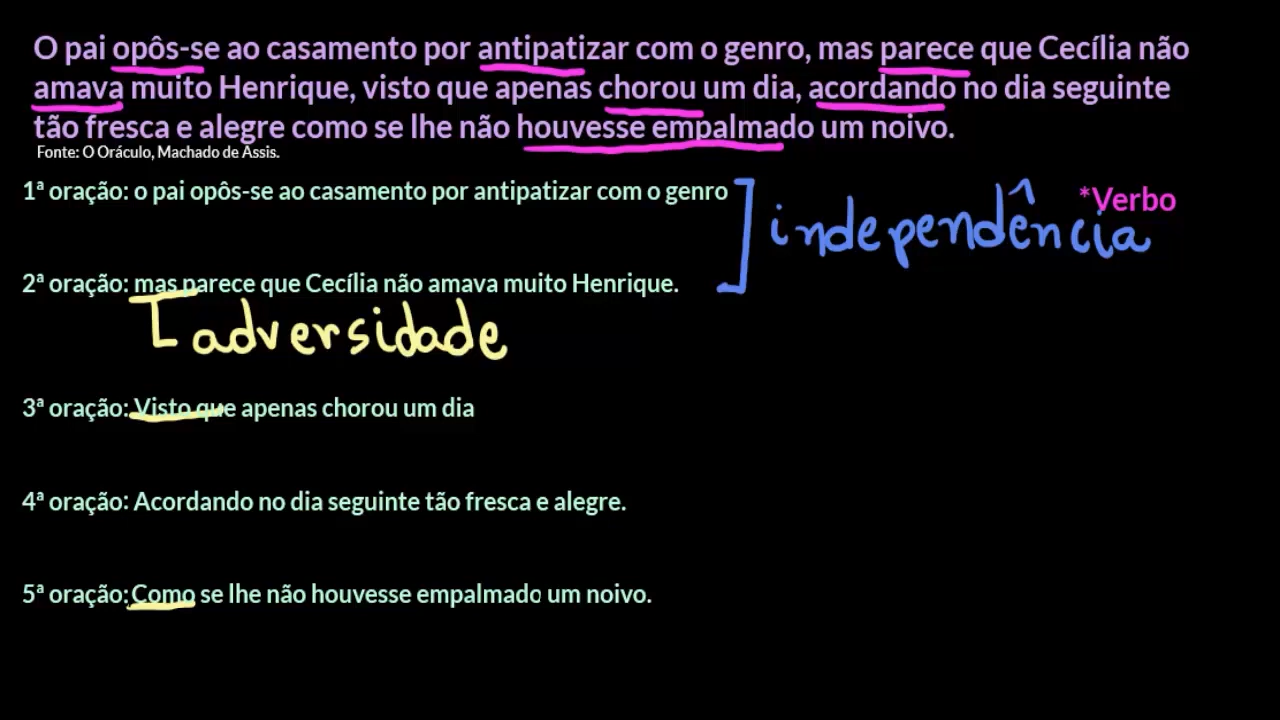 O pai opôs-se ao casamento por antipatizar com o genro, mas parece que Cecília não
amava muito Henrique, visto que apenas chorou um dia, acordando no dia seguinte
tão fresca e alegre como se lhe não houvesse empalmado um noivo.
Fonte: O Oráculo, Machado de Assis.
1ª oração: o pai opôs-se ao casamento por antipatizar com o genro
*Verbo
independência
2ª oração: mas parece que Cecília não amava muito Henrique.
adversidade
3ª oração: Visto que apenas chorou um dia
4ª oração: Acordando no dia seguinte tão fresca e alegre.
5ª oração: Como se lhe não houvesse empalmado um noivo.